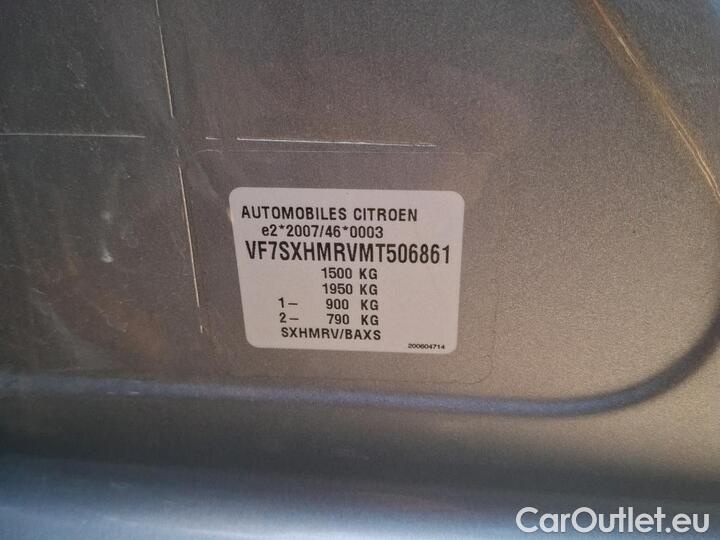 AUTOMOBILES CITROEN
e2*2007/46*0003
VF7SXHMRVMT506861
1500 KG
1950 KG
1- 900 KG
2- 790 KG
SXHMRV/BAXS
200604714
CarOutlet.eu